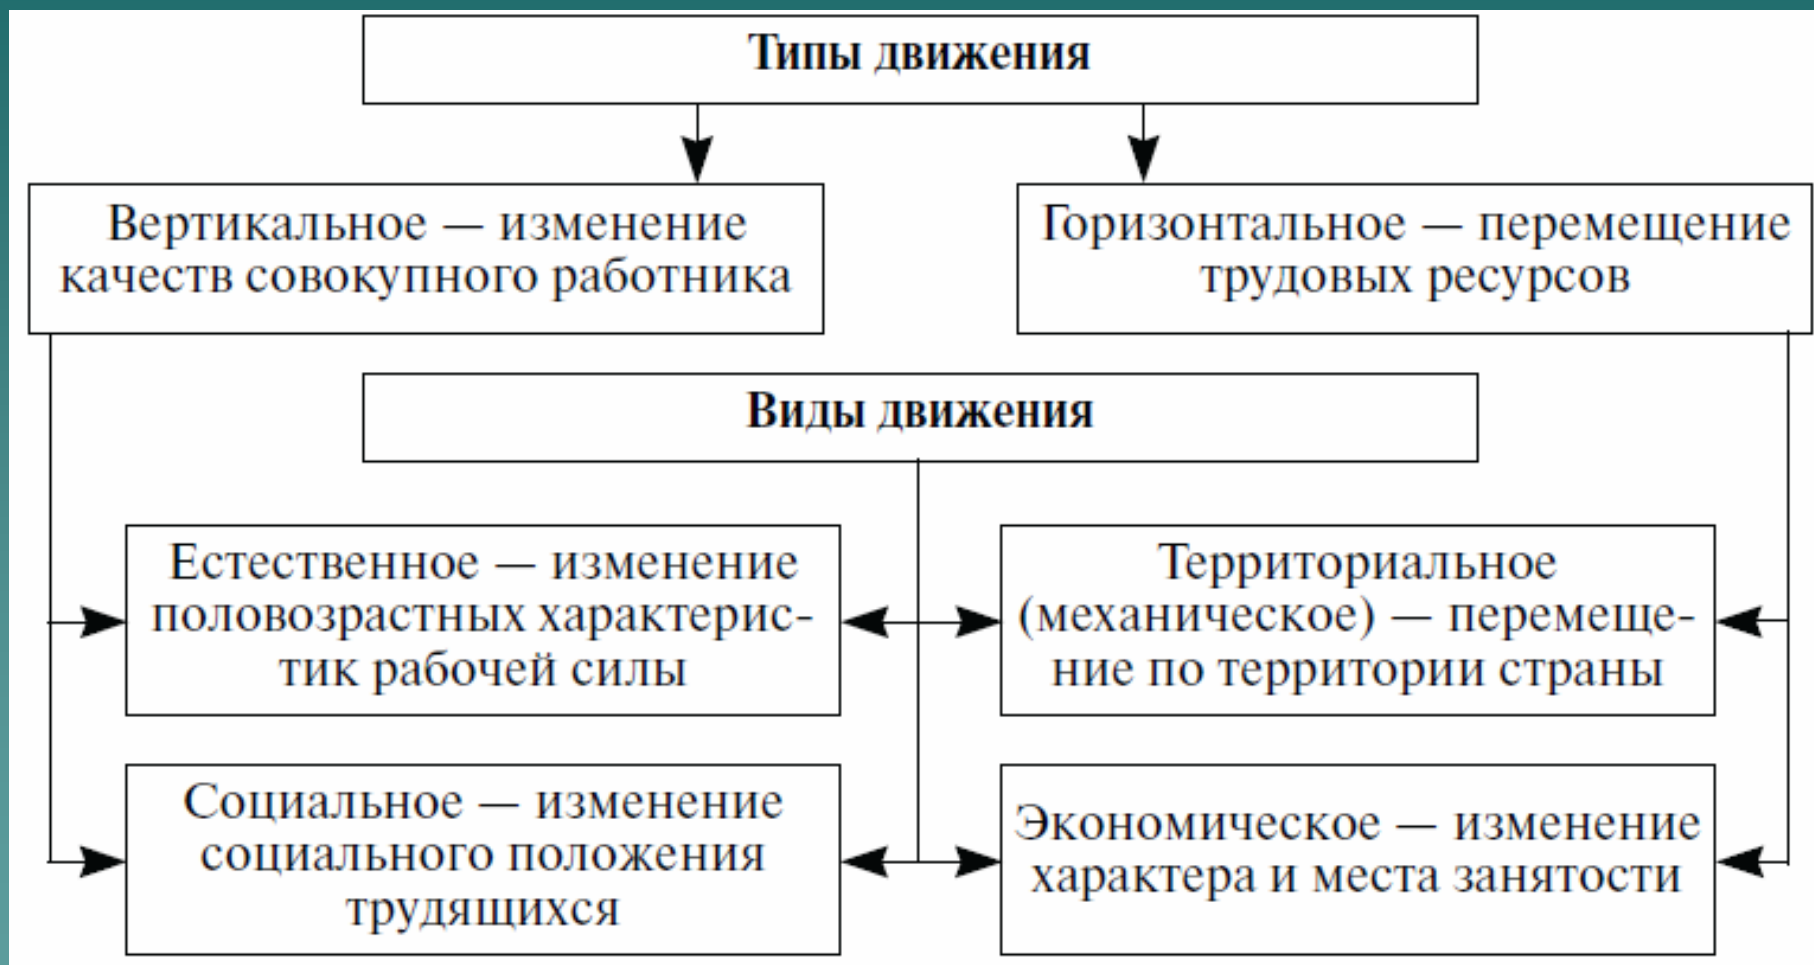 Типы движения
Вертикальное — изменение
качеств совокупного работника
Горизонтальное — перемещение
трудовых ресурсов
Виды движения
Естественное — изменение
половозрастных характерис-
тик рабочей силы
Территориальное
(механическое) — перемеще-
ние по территории страны
Социальное — изменение
социального положения
трудящихся
Экономическое — изменение
характера и места занятости